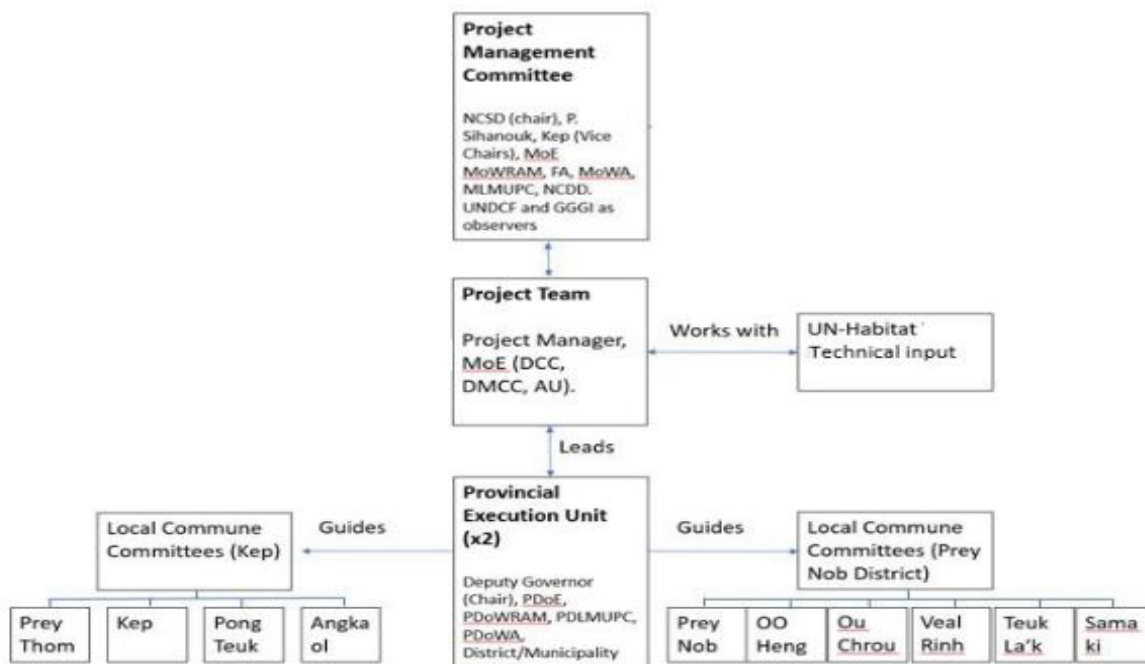 Project
Management
Committee
NCSD (chair), P.
Sihanouk, Kep (Vice
Chairs), MoE
MoWRAM, FA, MoWA,
MLMUPC, NCDD.
UNDCF and GGGI as
observers
Project Team
Project Manager,
MoE (DCC,
DMCC, AU).
Works with
UN-Habitat
Technical input
Leads
Provincial
Execution Unit
(x2)
Deputy Governor
(Chair), PDoE,
PDoWRAM, PDLMUPC,
PDoWA,
District/Municipality
Guides
Local Commune
Committees (Kep)
Prey
Thom
Kep
Pong
Teuk
Angka
ol
Guides
Local Commune
Committees (Prey
Nob District)
Prey
Nob
OO
Heng
Ou
Chrou
Veal
Rinh
Teuk
La'k
Sama
ki